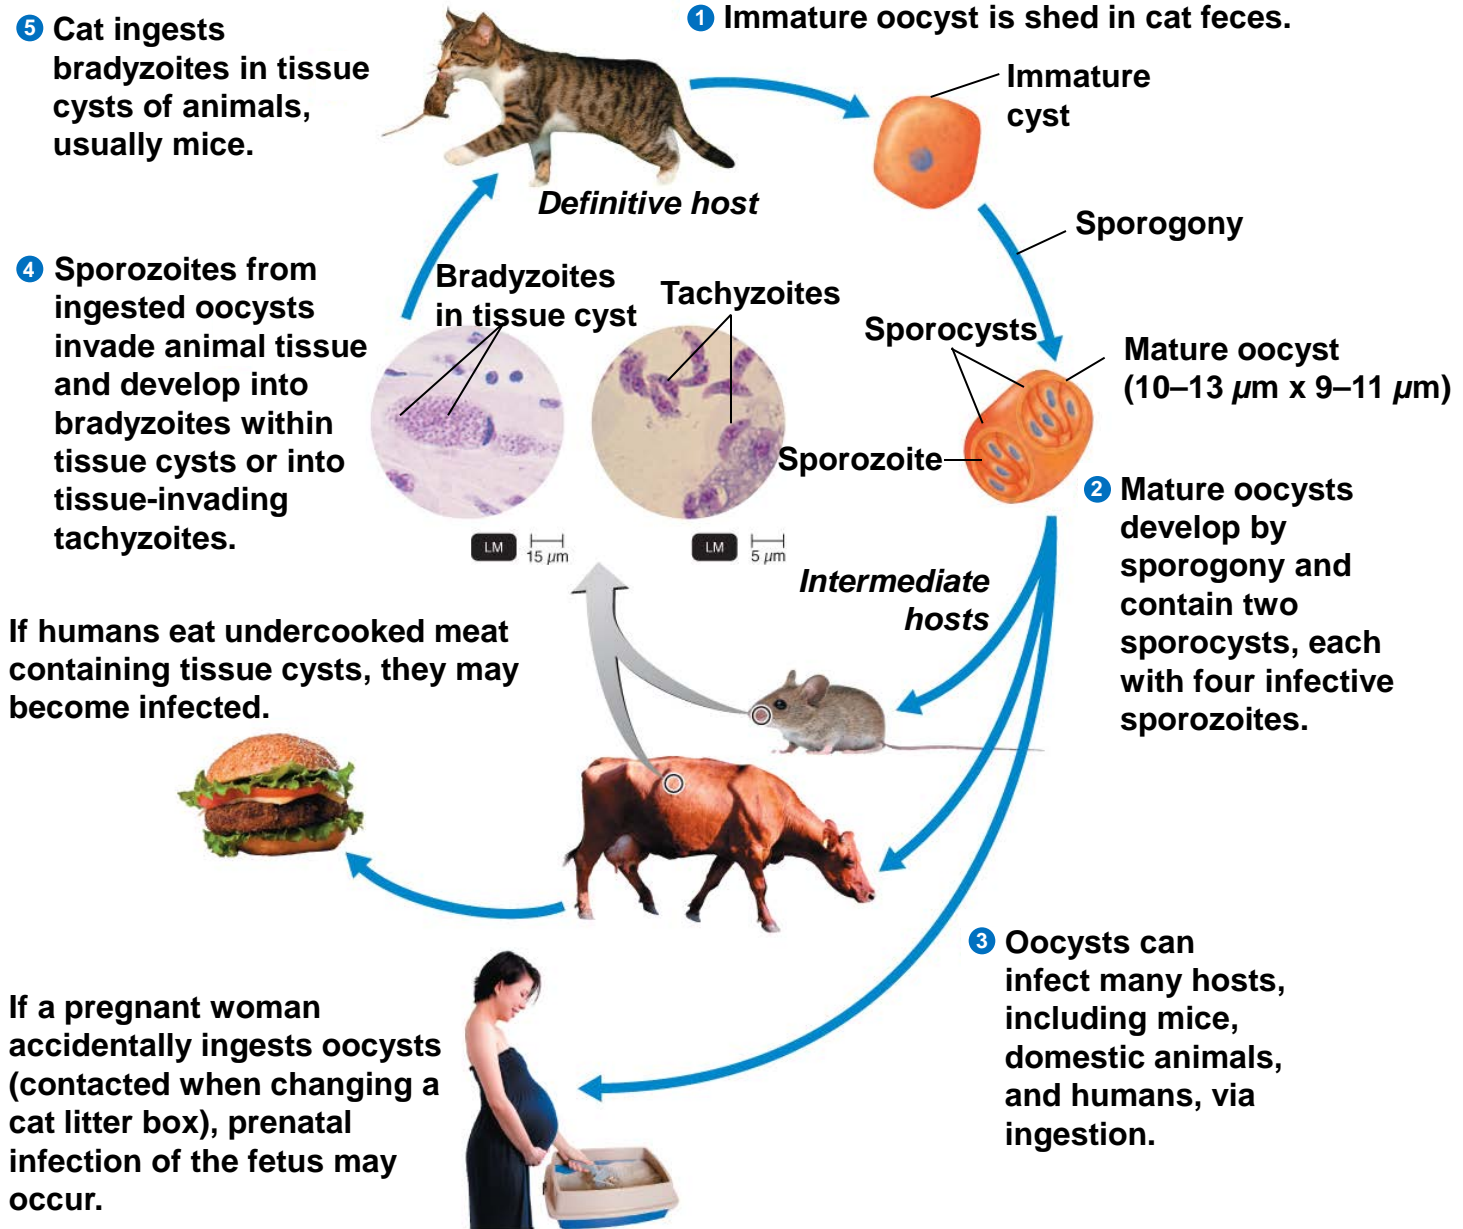 1 Immature oocyst is shed in cat feces.
Immature
cyst
Sporogony
5 Cat ingests
bradyzoites in tissue
cysts of animals,
usually mice.
Definitive host
4 Sporozoites from
ingested oocysts
invade animal tissue
and develop into
bradyzoites within
tissue cysts or into
tissue-invading
tachyzoites.
Bradyzoites
in tissue cyst
Tachyzoites
LM 15 µm
LM 5 µm
Sporocysts
Sporozoite
Mature oocyst
(10–13 µm x 9–11 µm)
2 Mature oocysts
develop by
sporogony and
contain two
sporocysts, each
with four infective
sporozoites.
Intermediate
hosts
If humans eat undercooked meat
containing tissue cysts, they may
become infected.
3 Oocysts can
infect many hosts,
including mice,
domestic animals,
and humans, via
ingestion.
If a pregnant woman
accidentally ingests oocysts
(contacted when changing a
cat litter box), prenatal
infection of the fetus may
occur.